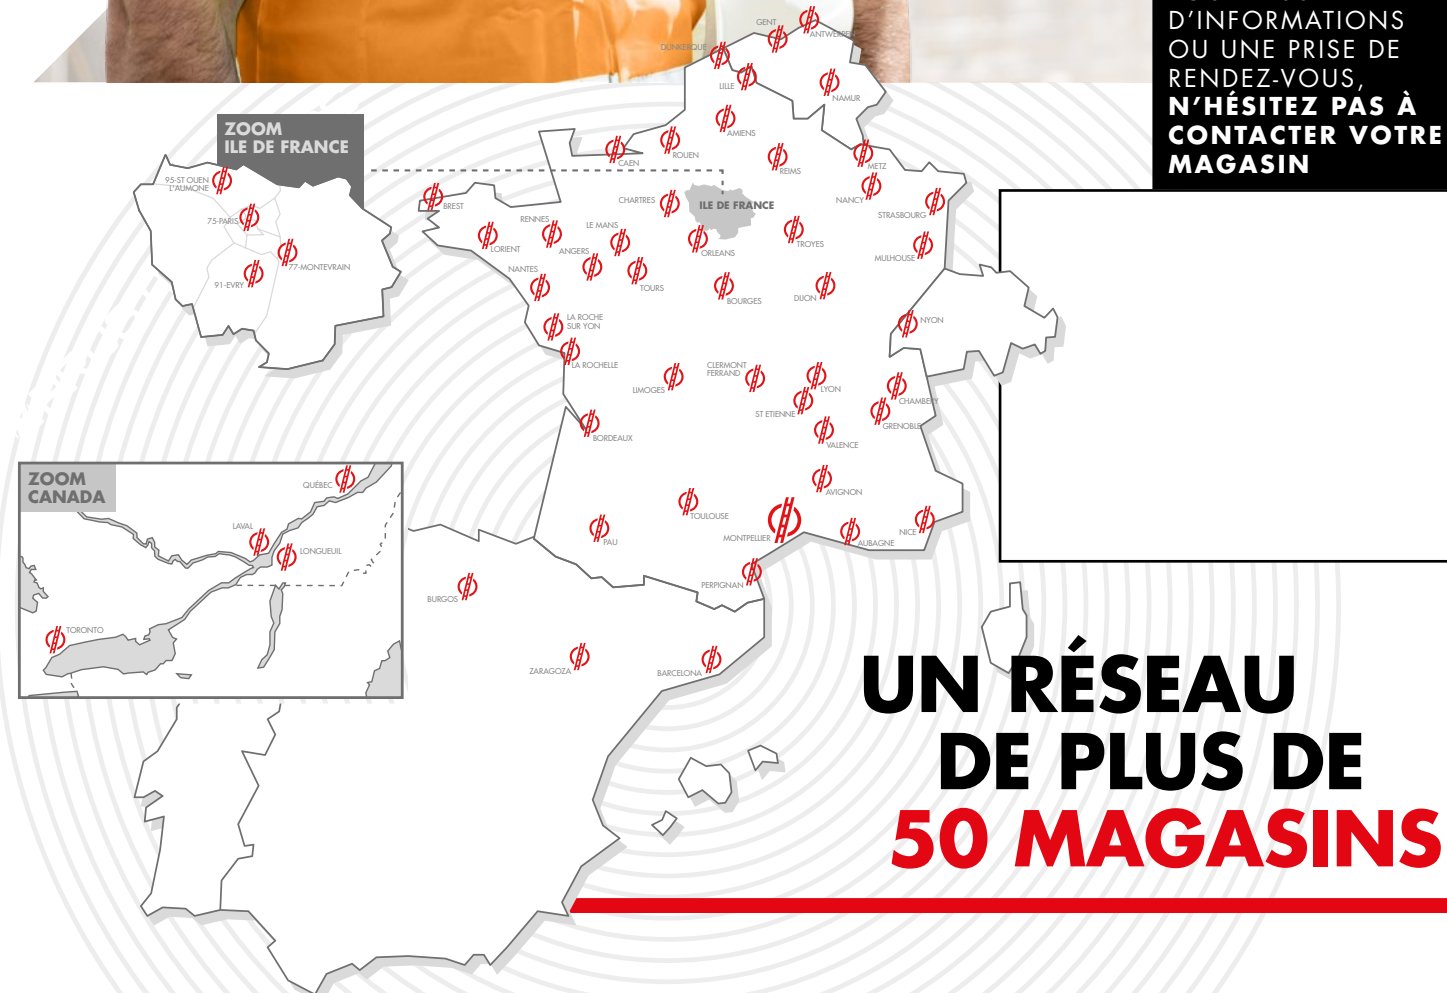 D'INFORMATIONS
OU UNE PRISE DE
RENDEZ-VOUS,
N'HÉSITEZ PAS À
CONTACTER VOTRE
MAGASIN
GENT
ANTWERPEN
DUNKERQUE
LILLE
NAMUR
AMIENS
ROUEN
CAEN
REIMS
METZ
NANCY
STRASBOURG
MULHOUSE
BREST
CHARTRES
ILE DE FRANCE
RENNES
LE MANS
LORIENT
ANGERS
ORLEANS
TROYES
NANTES
TOURS
BOURGES
DIJON
LA ROCHE
SUR YON
NYON
LA ROCHELLE
LIMOGES
CLERMONT
FERRAND
LYON
CHAMBERY
ST ETIENNE
GRENOBLE
BORDEAUX
VALENCE
AVIGNON
TOULOUSE
MONTPELLIER
PAU
AUBAGNE
NICE
PERPIGNAN
BURGOS
ZARAGOZA
BARCELONA
ZOOM
ILE DE FRANCE
95-ST OUEN
L'AUMONE
75-PARIS
77-MONTEVRAIN
91-EVRY
ZOOM
CANADA
QUÉBEC
LAVAL
LONGUEUIL
TORONTO
UN RÉSEAU
DE PLUS DE
50 MAGASINS